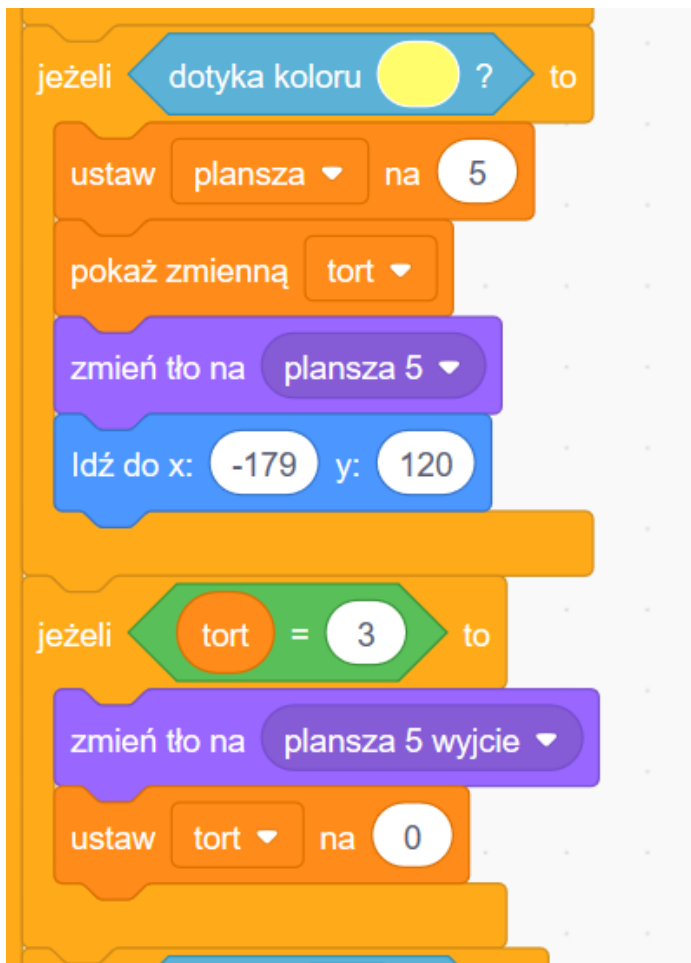 jeżeli dotyka koloru ? to
ustaw plansza na 5
pokaż zmienną tort
zmień tło na plansza 5
Idź do x: -179 y: 120
jeżeli tort = 3 to
zmień tło na plansza 5 wyjcie
ustaw tort na 0